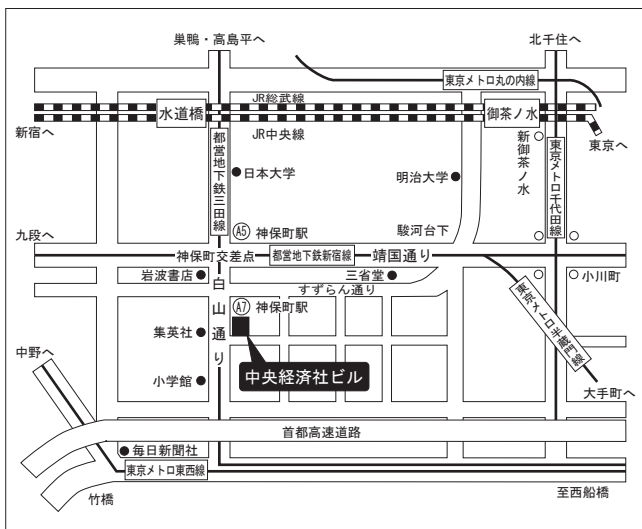 巣鴨・高島平へ
北千住へ
東京メトロ丸の内線
JR総武線
水道橋
御茶ノ水
新宿へ
JR中央線
東京へ
都営地下鉄三田線
新御茶ノ水
東京メトロ千代田線
日本大学
明治大学
A5 神保町駅
駿河台下
九段へ
神保町交差点
都営地下鉄新宿線
靖国通り
岩波書店
三省堂
小川町
すずらん通り
白山通り
A7 神保町駅
東京メトロ半蔵門線
集英社
中野へ
中央経済社ビル
小学館
大手町へ
首都高速道路
毎日新聞社
東京メトロ東西線
竹橋
至西船橋